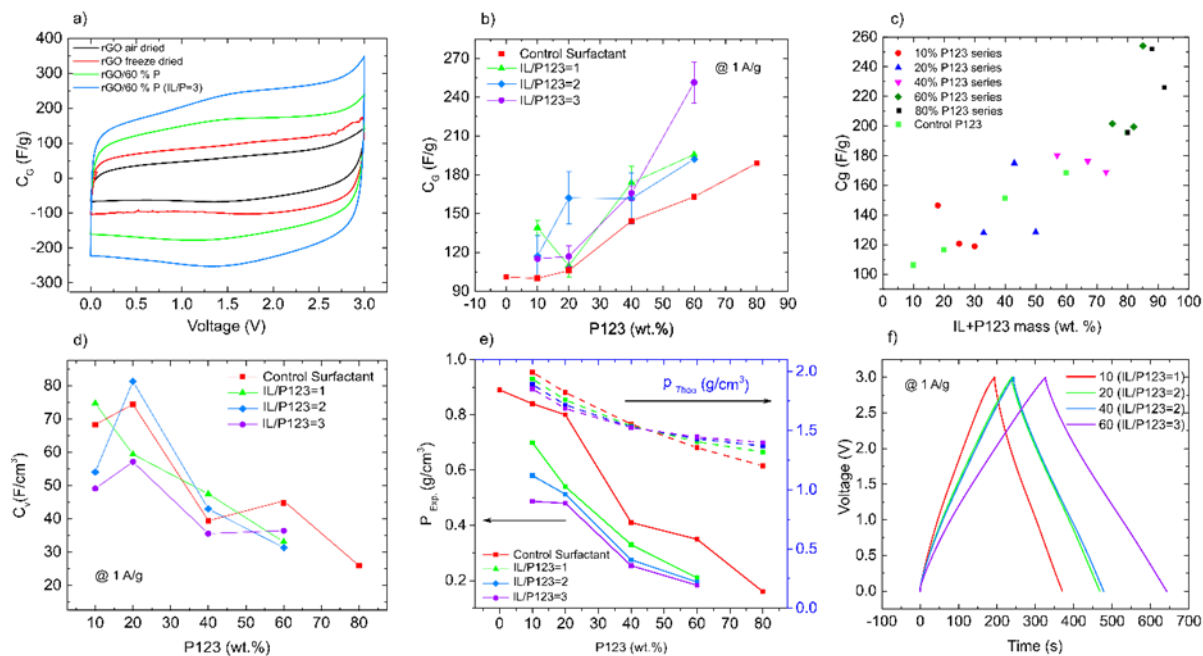 a)
400
300
200
100
0
-100
-200
-300
C_G (F/g)
rGO air dried
rGO freeze dried
rGO/60 % P
rGO/60 % P (IL/P=3)
0.0 0.5 1.0 1.5 2.0 2.5 3.0
Voltage (V)
b)
270
240
210
180
150
120
90
C_G (F/g)
Control Surfactant
IL/P123=1
IL/P123=2
IL/P123=3
@ 1 A/g
-10 0 10 20 30 40 50 60 70 80 90
P123 (wt.%)
c)
260
240
220
200
180
160
140
120
100
Cg (F/g)
10% P123 series
20% P123 series
40% P123 series
60% P123 series
80% P123 series
Control P123
10 20 30 40 50 60 70 80 90 100
IL+P123 mass (wt. %)
d)
80
70
60
50
40
30
20
C_v(F/cm³)
Control Surfactant
IL/P123=1
IL/P123=2
IL/P123=3
@ 1 A/g
10 20 30 40 50 60 70 80
P123 (wt.%)
e)
1.0
0.8
0.6
0.4
0.2
P_Exp. (g/cm³)
p_Theo (g/cm³)
2.0
1.5
1.0
0.5
0.0
Control Surfactant
IL/P123=1
IL/P123=2
IL/P123=3
0 10 20 30 40 50 60 70 80
P123 (wt.%)
f)
3.5
3.0
2.5
2.0
1.5
1.0
0.5
0.0
Voltage (V)
@ 1 A/g
10 (IL/P123=1)
20 (IL/P123=2)
40 (IL/P123=2)
60 (IL/P123=3)
-100 0 100 200 300 400 500 600 700
Time (s)